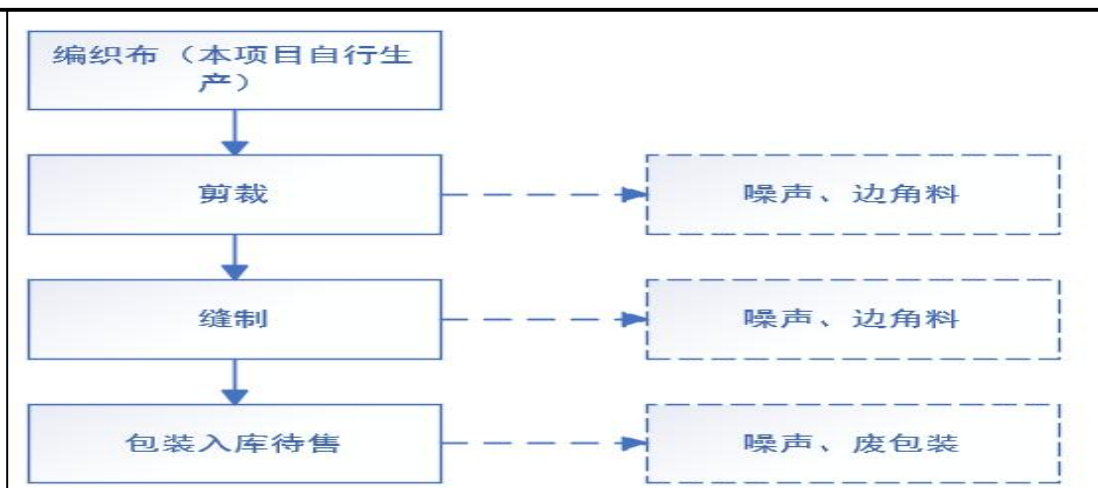 编织布（本项目自行生
产）
剪裁
噪声、边角料
缝制
噪声、边角料
包装入库待售
噪声、废包装